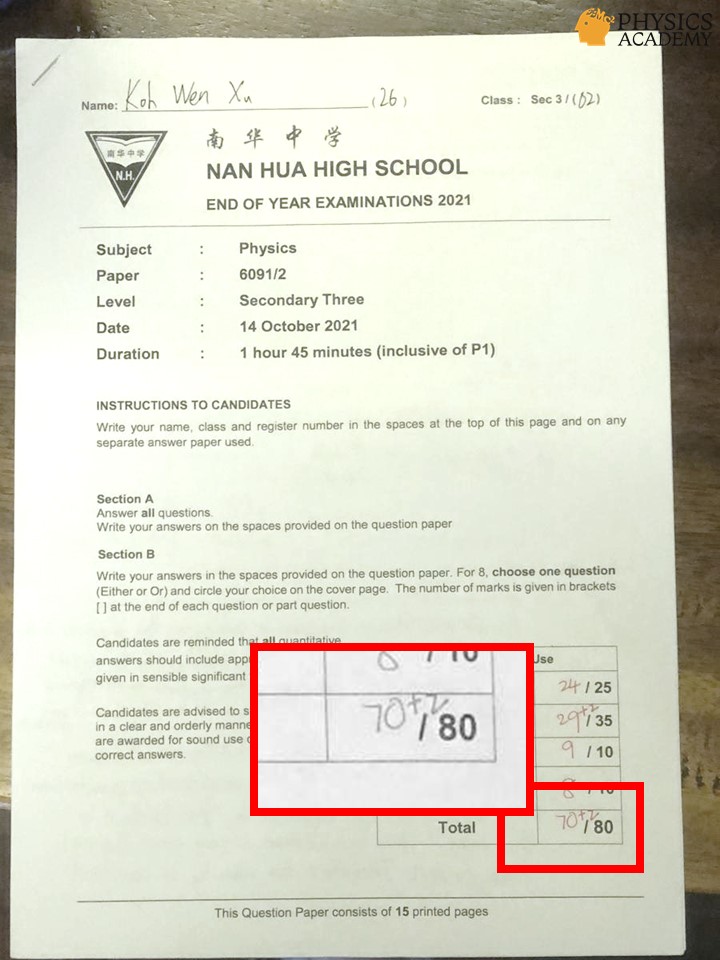 PHYSICS
ACADEMY
Name: Koh Wen Xu (26) Class : Sec 3 / (02)
南华中学
南华中学
N.H.
NAN HUA HIGH SCHOOL
END OF YEAR EXAMINATIONS 2021
Subject : Physics
Paper : 6091/2
Level : Secondary Three
Date : 14 October 2021
Duration : 1 hour 45 minutes (inclusive of P1)
INSTRUCTIONS TO CANDIDATES
Write your name, class and register number in the spaces at the top of this page and on any
separate answer paper used.
Section A
Answer all questions.
Write your answers on the spaces provided on the question paper
Section B
Write your answers in the spaces provided on the question paper. For 8, choose one question
(Either or Or) and circle your choice on the cover page. The number of marks is given in brackets
[ ] at the end of each question or part question.
Candidates are reminded that all quantitative
answers should include app
given in sensible significant
Candidates are advised to s
in a clear and orderly manne
are awarded for sound use o
correct answers.
Use
24 / 25
29+2 / 35
9 / 10
8 / 10
Total 70+2 / 80
8 / 10
70+2 / 80
This Question Paper consists of 15 printed pages